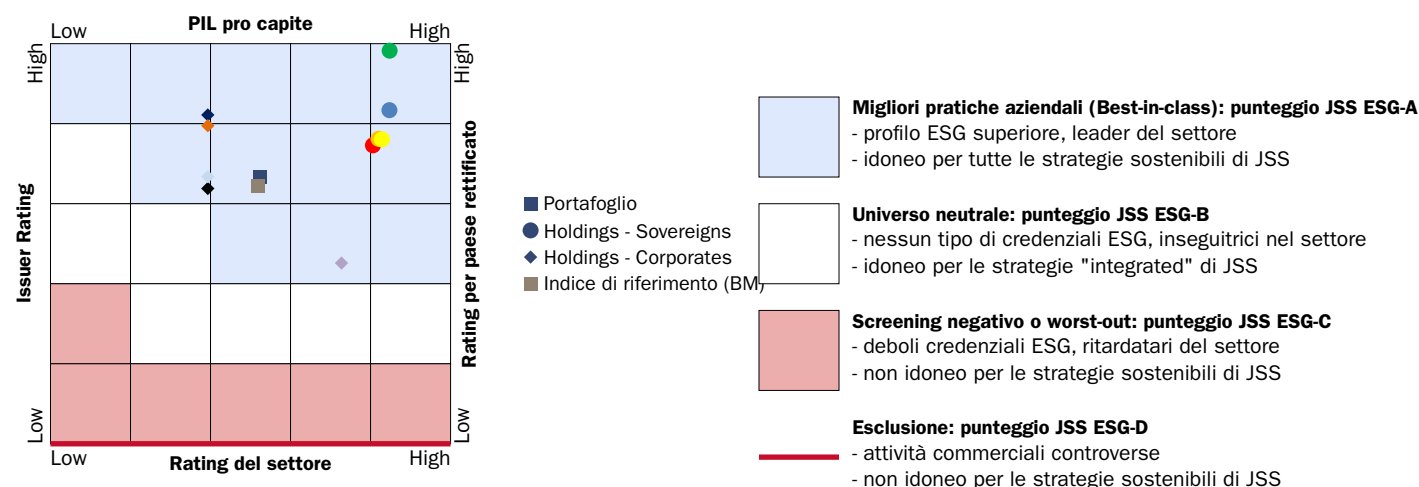 PIL pro capite
Low
High
High
High
Issuer Rating
Rating per paese rettificato
Low
Low
Low
High
Rating del settore
Portafoglio
Holdings - Sovereigns
Holdings - Corporates
Indice di riferimento (BM)
Migliori pratiche aziendali (Best-in-class): punteggio JSS ESG-A
- profilo ESG superiore, leader del settore
- idoneo per tutte le strategie sostenibili di JSS
Universo neutrale: punteggio JSS ESG-B
- nessun tipo di credenziali ESG, inseguitrici nel settore
- idoneo per le strategie "integrated" di JSS
Screening negativo o worst-out: punteggio JSS ESG-C
- deboli credenziali ESG, ritardatari del settore
- non idoneo per le strategie sostenibili di JSS
Esclusione: punteggio JSS ESG-D
- attività commerciali controverse
- non idoneo per le strategie sostenibili di JSS